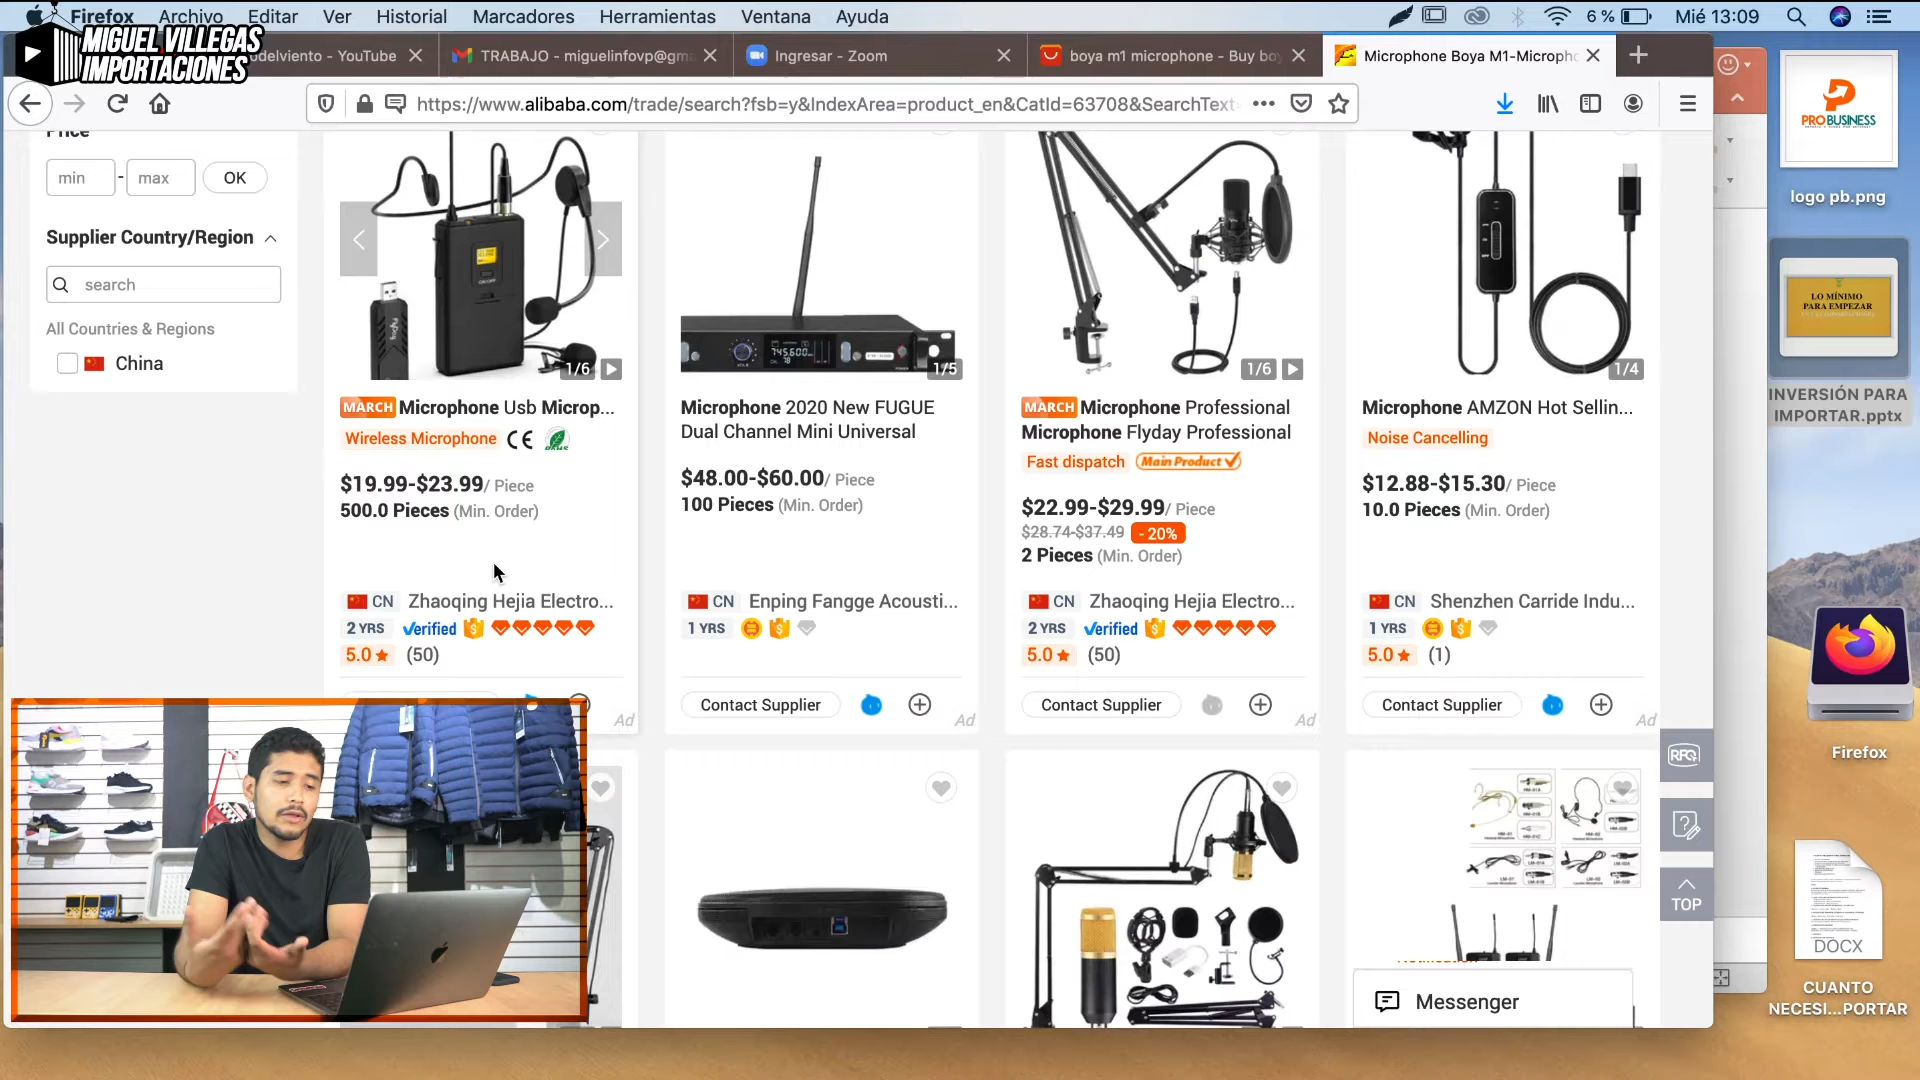 Firefox Archivo Editar Ver Historial Marcadores Herramientas Ventana Ayuda
6 % Mié 13:09
MIGUEL VILLEGAS
IMPORTACIONES
odelviento - YouTube
TRABAJO - miguelinfovp@gm
Ingresar - Zoom
boya m1 microphone - Buy boy
Microphone Boya M1-Micropho
https://www.alibaba.com/trade/search?fsb=y&IndexArea=product_en&CatId=63708&SearchText
Price
min - max OK
Supplier Country/Region
search
All Countries & Regions
China
1/6
1/5
1/6
1/4
MARCH Microphone Usb Microp...
Wireless Microphone CE
$19.99-$23.99/ Piece
500.0 Pieces (Min. Order)
CN Zhaoqing Hejia Electro...
2 YRS Verified
5.0 (50)
Ad
Microphone 2020 New FUGUE
Dual Channel Mini Universal
$48.00-$60.00/ Piece
100 Pieces (Min. Order)
CN Enping Fangge Acousti...
1 YRS
Contact Supplier
Ad
MARCH Microphone Professional
Microphone Flyday Professional
Fast dispatch Main Product
$22.99-$29.99/ Piece
$28.74-$37.49 - 20%
2 Pieces (Min. Order)
CN Zhaoqing Hejia Electro...
2 YRS Verified
5.0 (50)
Contact Supplier
Ad
Microphone AMZON Hot Sellin...
Noise Cancelling
$12.88-$15.30/ Piece
10.0 Pieces (Min. Order)
CN Shenzhen Carride Indu...
1 YRS
5.0 (1)
Contact Supplier
Ad
RFQ
TOP
Messenger
PROBUSINESS
logo pb.png
LO MÍNIMO
PARA EMPEZAR
INVERSIÓN PARA
IMPORTAR.pptx
Firefox
DOCX
CUANTO
NECESI...PORTAR